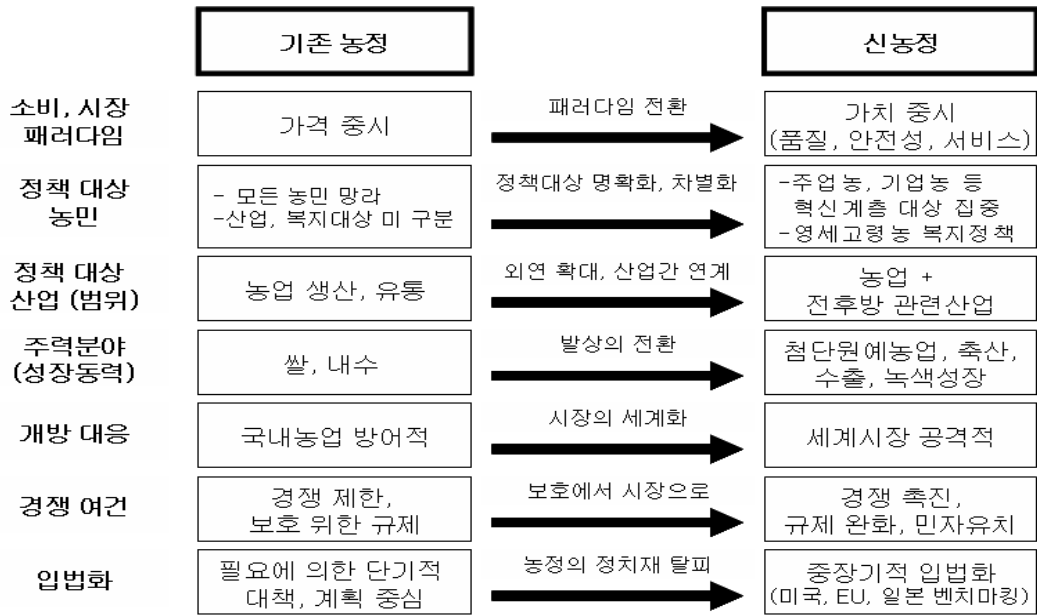 기존 농정
신농정
소비, 시장
패러다임
가격 중시
패러다임 전환
가치 중시
(품질, 안전성, 서비스)
정책 대상
농민
- 모든 농민 망라
-산업, 복지대상 미 구분
정책대상 명확화, 차별화
-주업농, 기업농 등
혁신계층 대상 집중
-영세고령농 복지정책
정책 대상
산업 (범위)
농업 생산, 유통
외연 확대, 산업간 연계
농업 +
전후방 관련산업
주력분야
(성장동력)
쌀, 내수
발상의 전환
첨단원예농업, 축산,
수출, 녹색성장
개방 대응
국내농업 방어적
시장의 세계화
세계시장 공격적
경쟁 여건
경쟁 제한,
보호 위한 규제
보호에서 시장으로
경쟁 촉진,
규제 완화, 민자유치
입법화
필요에 의한 단기적
대책, 계획 중심
농정의 정치재 탈피
중장기적 입법화
(미국, EU, 일본 벤치마킹)